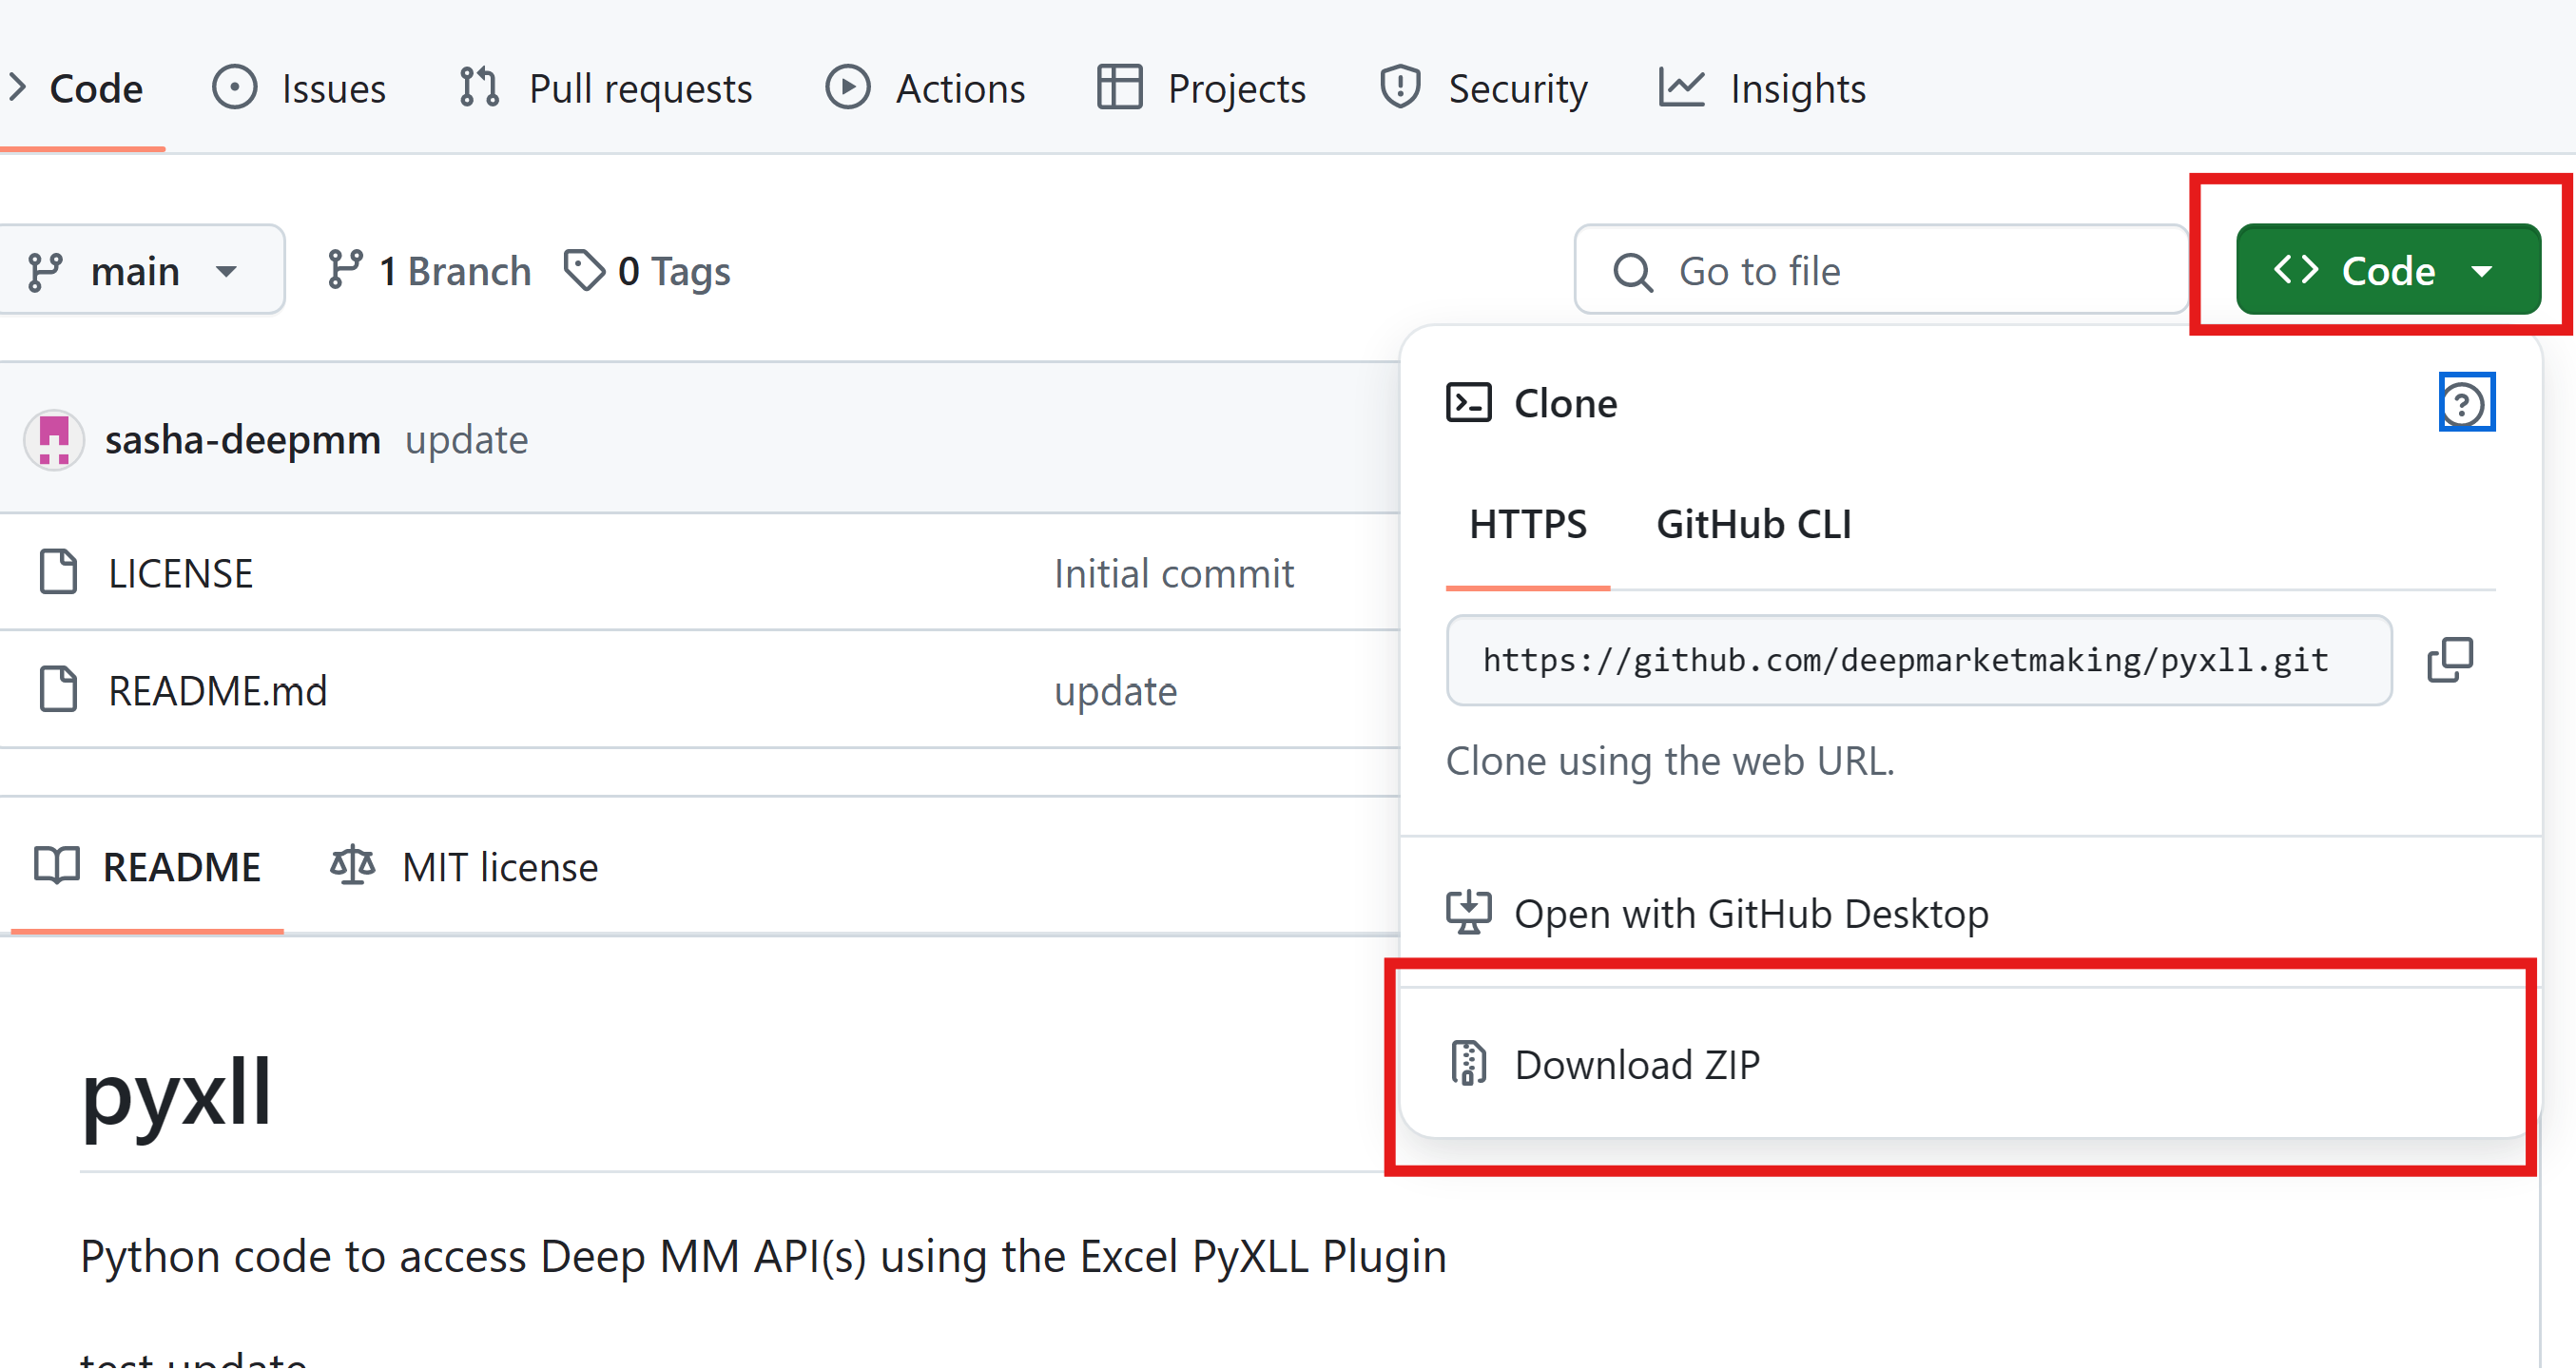 Code Issues Pull requests Actions Projects Security Insights
main 1 Branch 0 Tags Go to file Code
sasha-deepmm update
LICENSE Initial commit
README.md update
README MIT license
Clone
HTTPS GitHub CLI
https://github.com/deepmarketmaking/pyxll.git
Clone using the web URL.
Open with GitHub Desktop
Download ZIP
pyxll
Python code to access Deep MM API(s) using the Excel PyXLL Plugin
test update